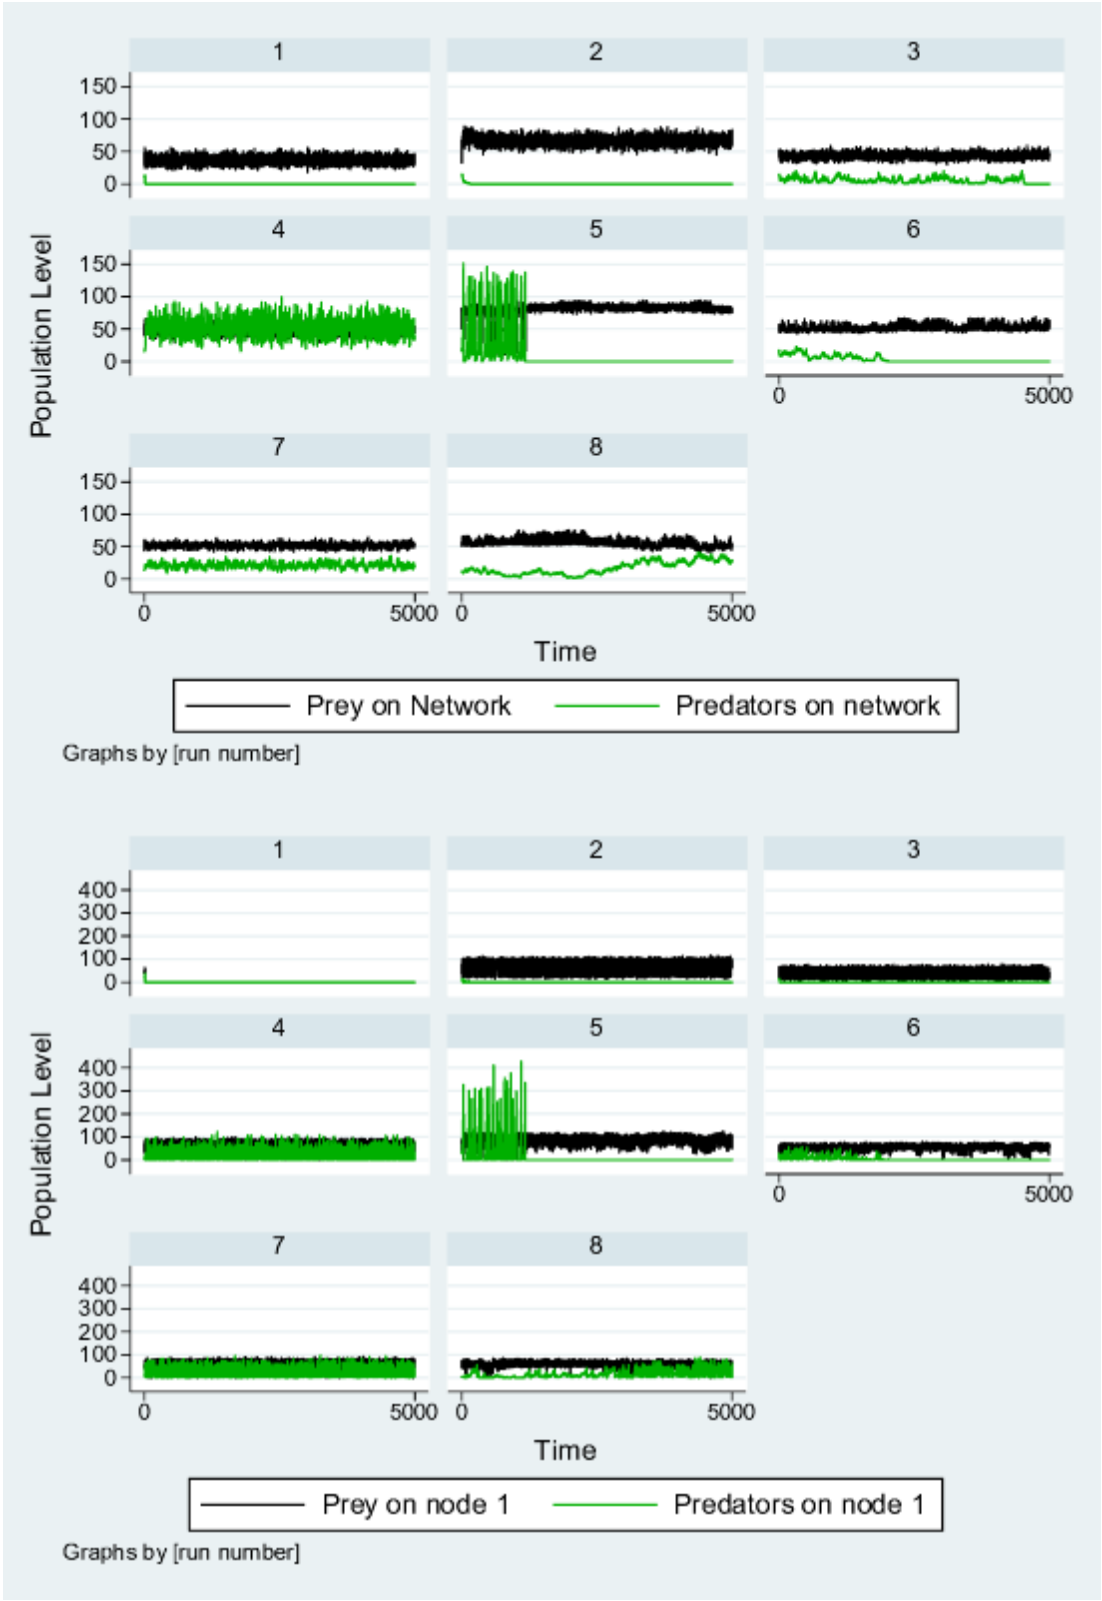 1 2 3
150
100
50
0
4 5 6
150
100
50
0
0 5000
7 8
150
100
50
0
0 5000 0 5000
Population Level
Time
Prey on Network Predators on network
Graphs by [run number]
1 2 3
400
300
200
100
0
4 5 6
400
300
200
100
0
0 5000
7 8
400
300
200
100
0
0 5000 0 5000
Population Level
Time
Prey on node 1 Predators on node 1
Graphs by [run number]